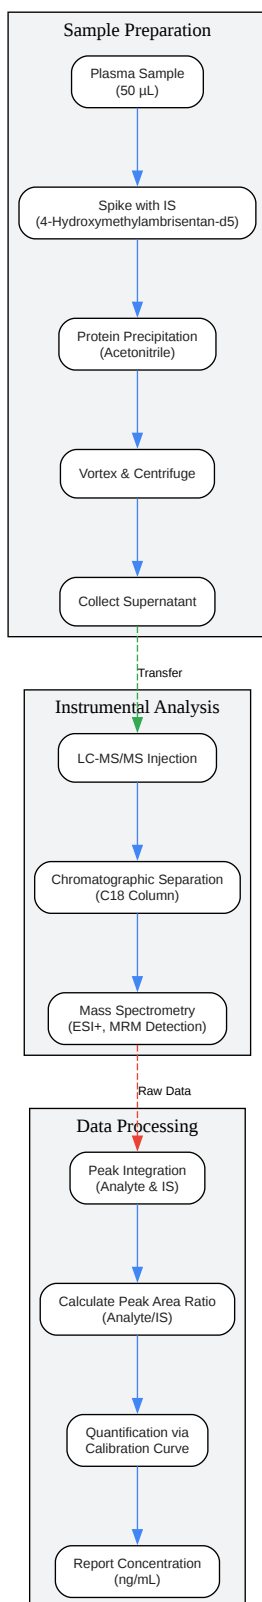 Sample Preparation
Plasma Sample
(50 µL)
Spike with IS
(4-Hydroxymethylambrisentan-d5)
Protein Precipitation
(Acetonitrile)
Vortex & Centrifuge
Collect Supernatant
Transfer
Instrumental Analysis
LC-MS/MS Injection
Chromatographic Separation
(C18 Column)
Mass Spectrometry
(ESI+, MRM Detection)
Raw Data
Data Processing
Peak Integration
(Analyte & IS)
Calculate Peak Area Ratio
(Analyte/IS)
Quantification via
Calibration Curve
Report Concentration
(ng/mL)